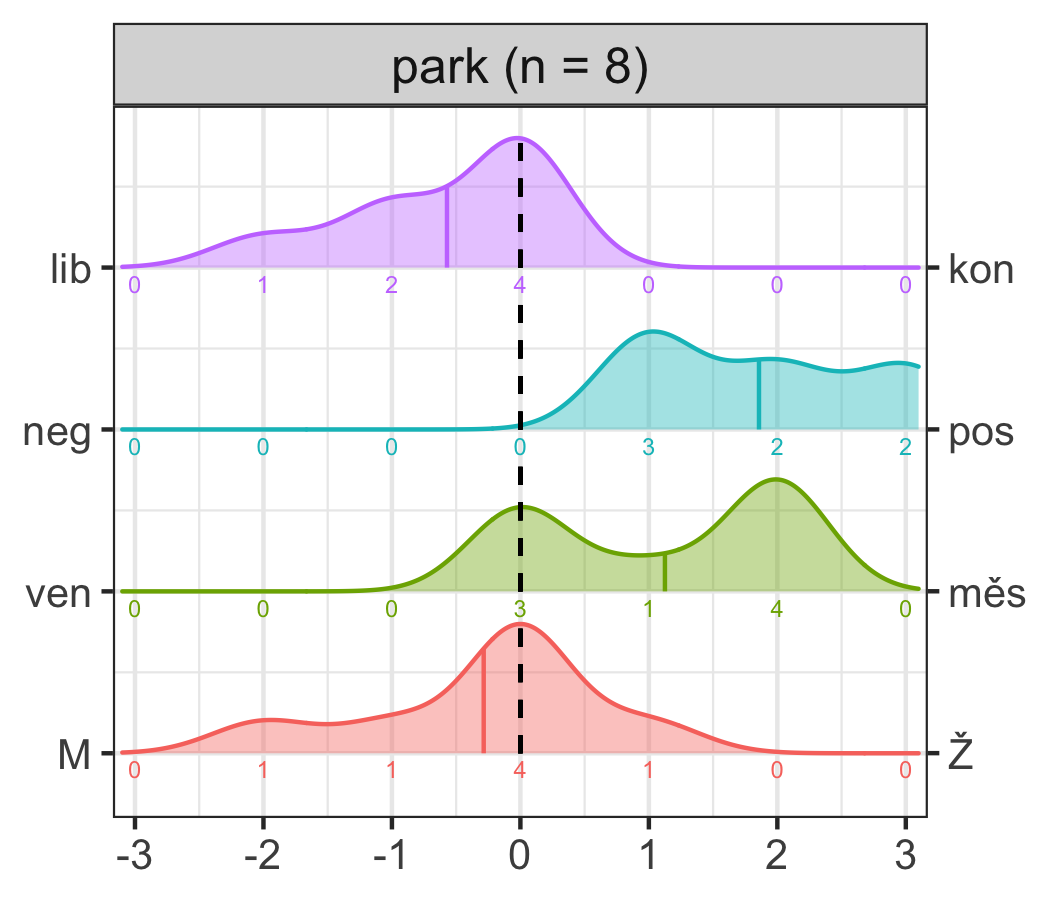 park (n = 8)
lib kon
0 1 2 4 0 0 0
neg pos
0 0 0 0 3 2 2
ven měs
0 0 0 3 1 4 0
M Ž
0 1 1 4 1 0 0
-3 -2 -1 0 1 2 3